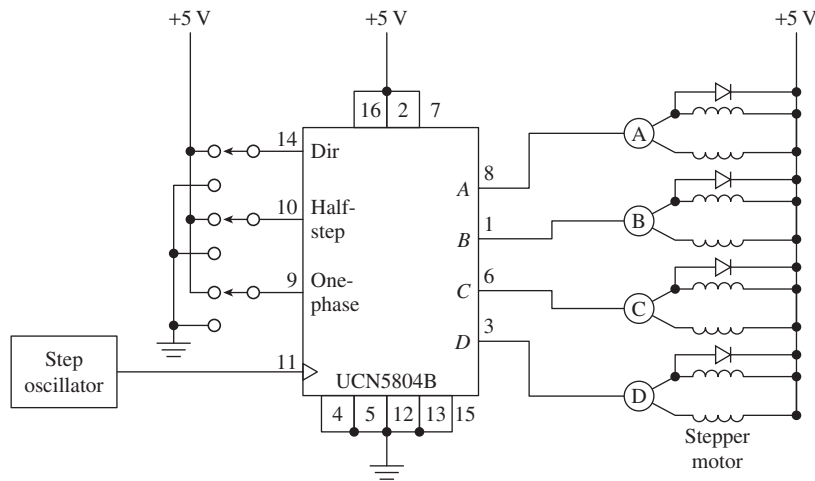 +5 V
+5 V
+5 V
16
2
7
14
Dir
10
Half-
step
9
One-
phase
11
UCN5804B
Step
oscillator
8
A
1
B
6
C
3
D
4
5
12
13
15
A
B
C
D
Stepper
motor